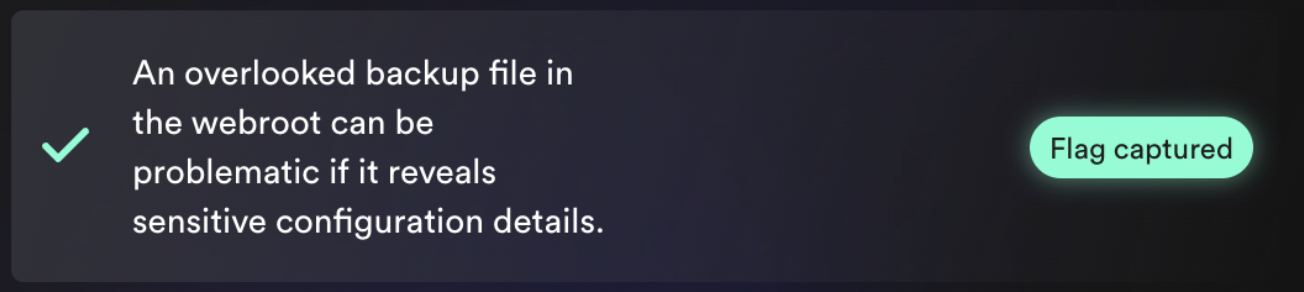 An overlooked backup file in
the webroot can be
problematic if it reveals
sensitive configuration details.
Flag captured